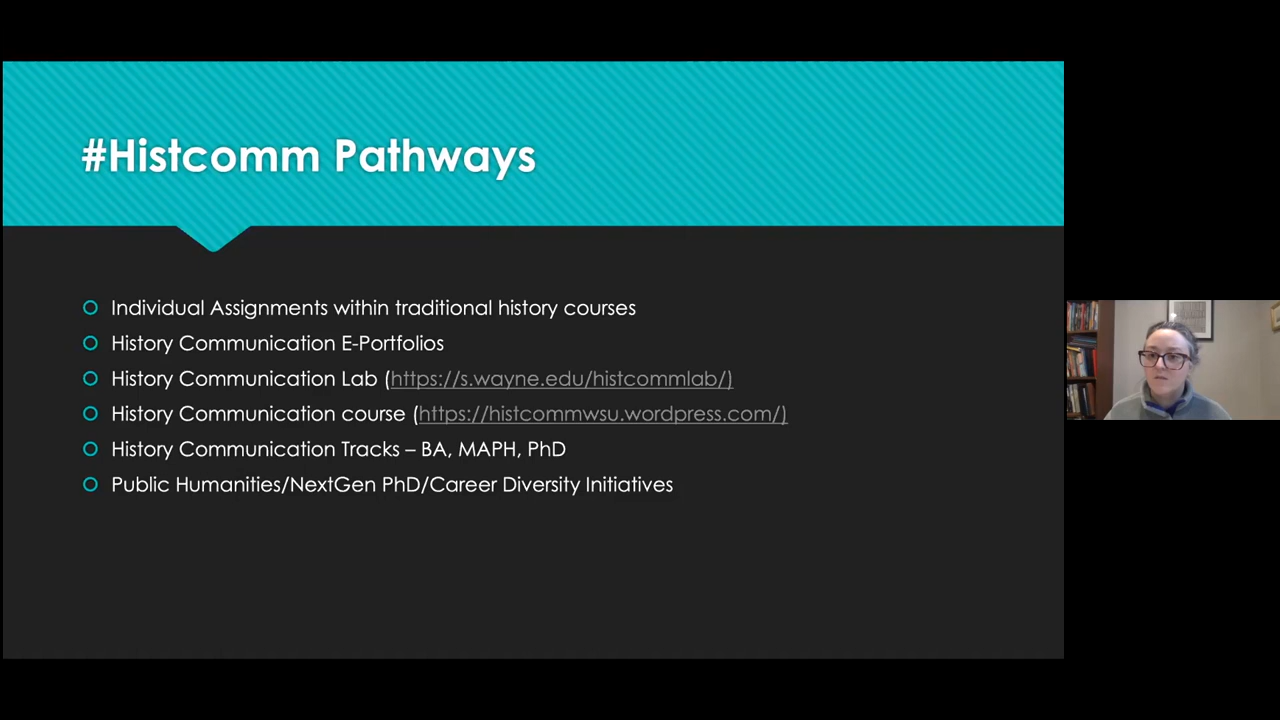 #Histcomm Pathways
Individual Assignments within traditional history courses
History Communication E-Portfolios
History Communication Lab (https://s.wayne.edu/histcommlab/)
History Communication course (https://histcommwsu.wordpress.com/)
History Communication Tracks – BA, MAPH, PhD
Public Humanities/NextGen PhD/Career Diversity Initiatives